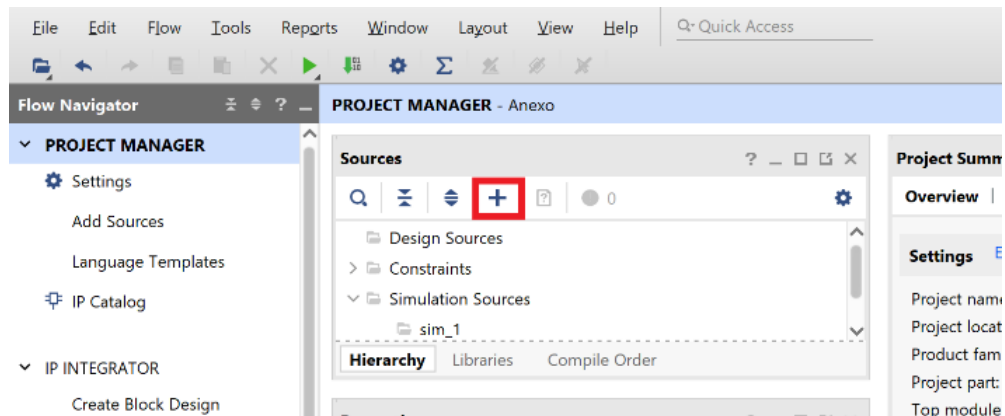 File Edit Flow Tools Reports Window Layout View Help Quick Access
Flow Navigator
PROJECT MANAGER
Settings
Add Sources
Language Templates
IP Catalog
IP INTEGRATOR
Create Block Design
PROJECT MANAGER - Anexo
Sources
0
Design Sources
Constraints
Simulation Sources
sim_1
Hierarchy Libraries Compile Order
Project Summ
Overview
Settings E
Project name
Project locat
Product fam
Project part:
Top module